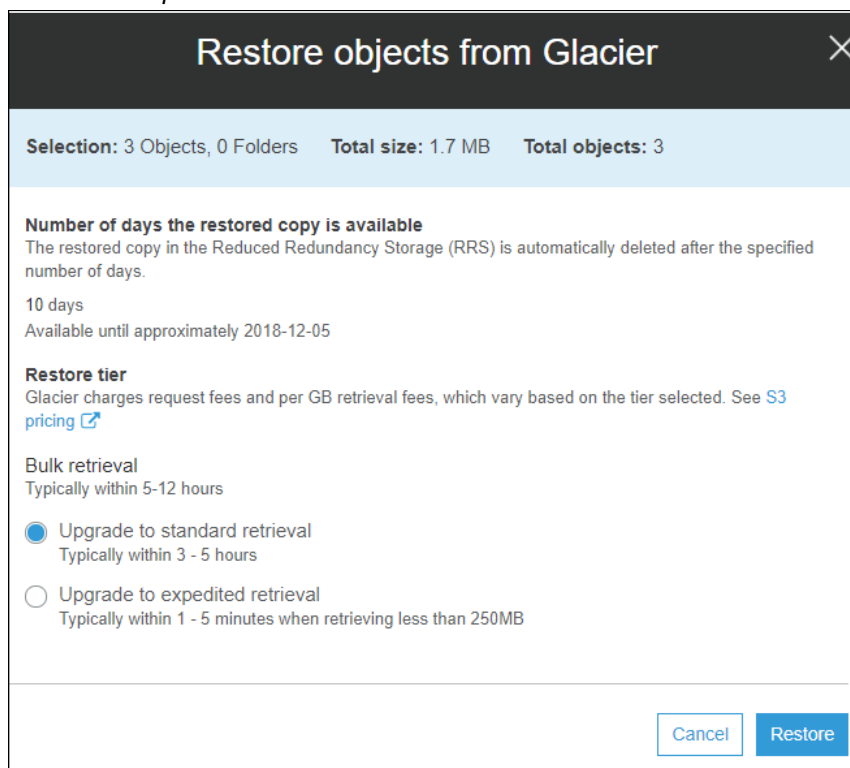 Restore objects from Glacier
Selection: 3 Objects, 0 Folders Total size: 1.7 MB Total objects: 3
Number of days the restored copy is available
The restored copy in the Reduced Redundancy Storage (RRS) is automatically deleted after the specified
number of days.
10 days
Available until approximately 2018-12-05
Restore tier
Glacier charges request fees and per GB retrieval fees, which vary based on the tier selected. See S3
pricing
Bulk retrieval
Typically within 5-12 hours
Upgrade to standard retrieval
Typically within 3 - 5 hours
Upgrade to expedited retrieval
Typically within 1 - 5 minutes when retrieving less than 250MB
Cancel Restore